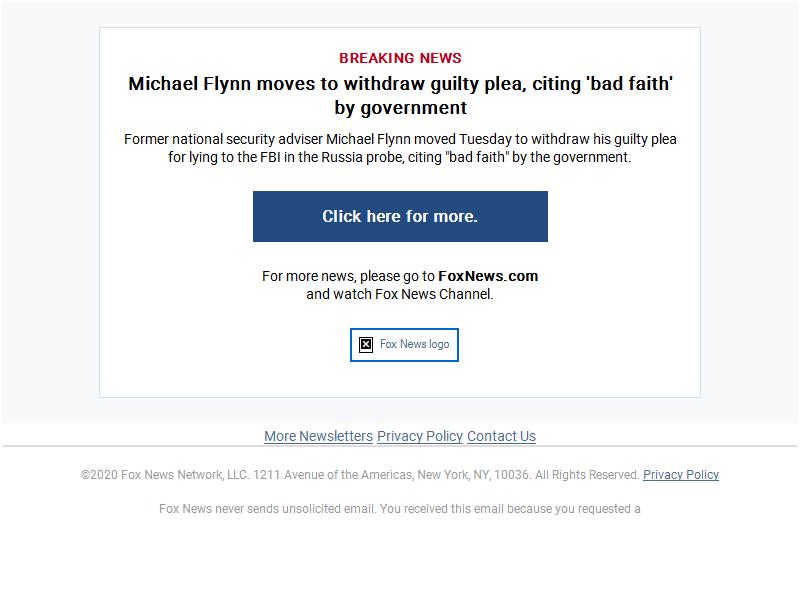 BREAKING NEWS
Michael Flynn moves to withdraw guilty plea, citing 'bad faith'
by government
Former national security adviser Michael Flynn moved Tuesday to withdraw his guilty plea
for lying to the FBI in the Russia probe, citing "bad faith" by the government.
Click here for more.
For more news, please go to FoxNews.com
and watch Fox News Channel.
Fox News logo
More Newsletters Privacy Policy Contact Us
©2020 Fox News Network, LLC. 1211 Avenue of the Americas, New York, NY, 10036. All Rights Reserved. Privacy Policy
Fox News never sends unsolicited email. You received this email because you requested a